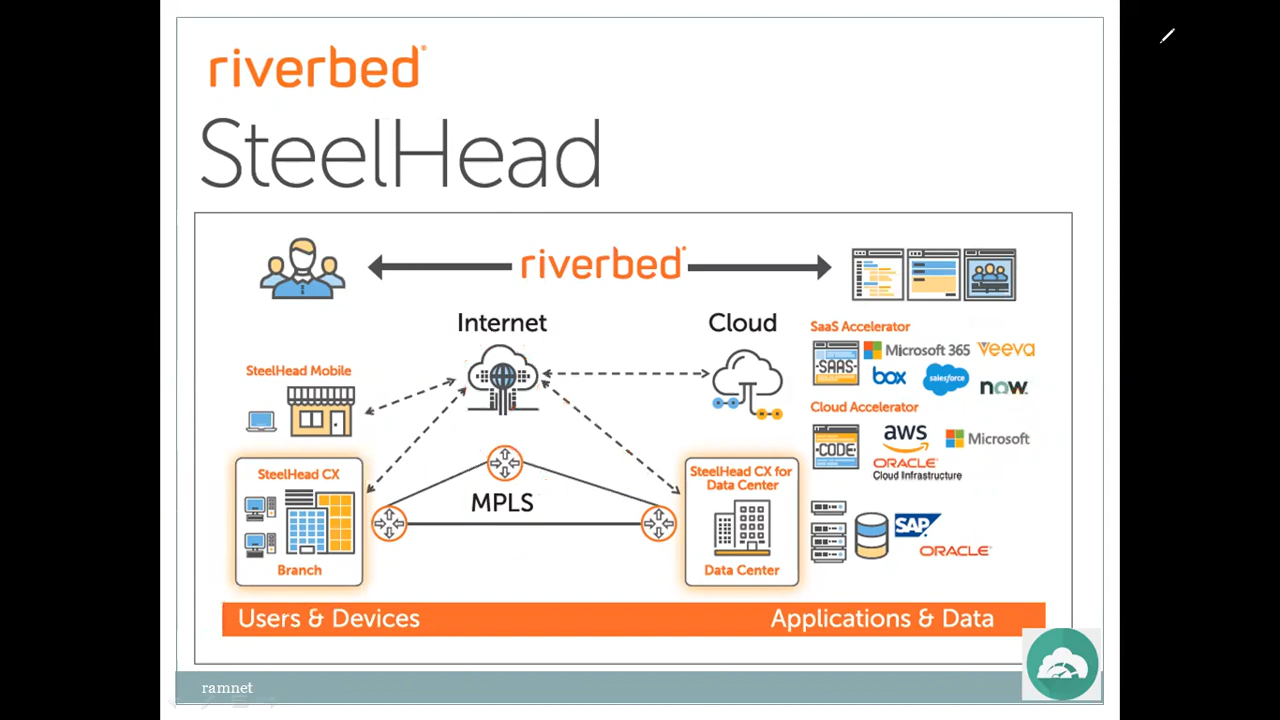 riverbed®
SteelHead
riverbed®
Internet
Cloud
SaaS Accelerator
SAAS
Microsoft 365
veeva
box
salesforce
now
SteelHead Mobile
Cloud Accelerator
CODE
aws
Microsoft
ORACLE
Cloud Infrastructure
SteelHead CX
Branch
MPLS
SteelHead CX for
Data Center
Data Center
SAP
ORACLE
Users & Devices
Applications & Data
ramnet